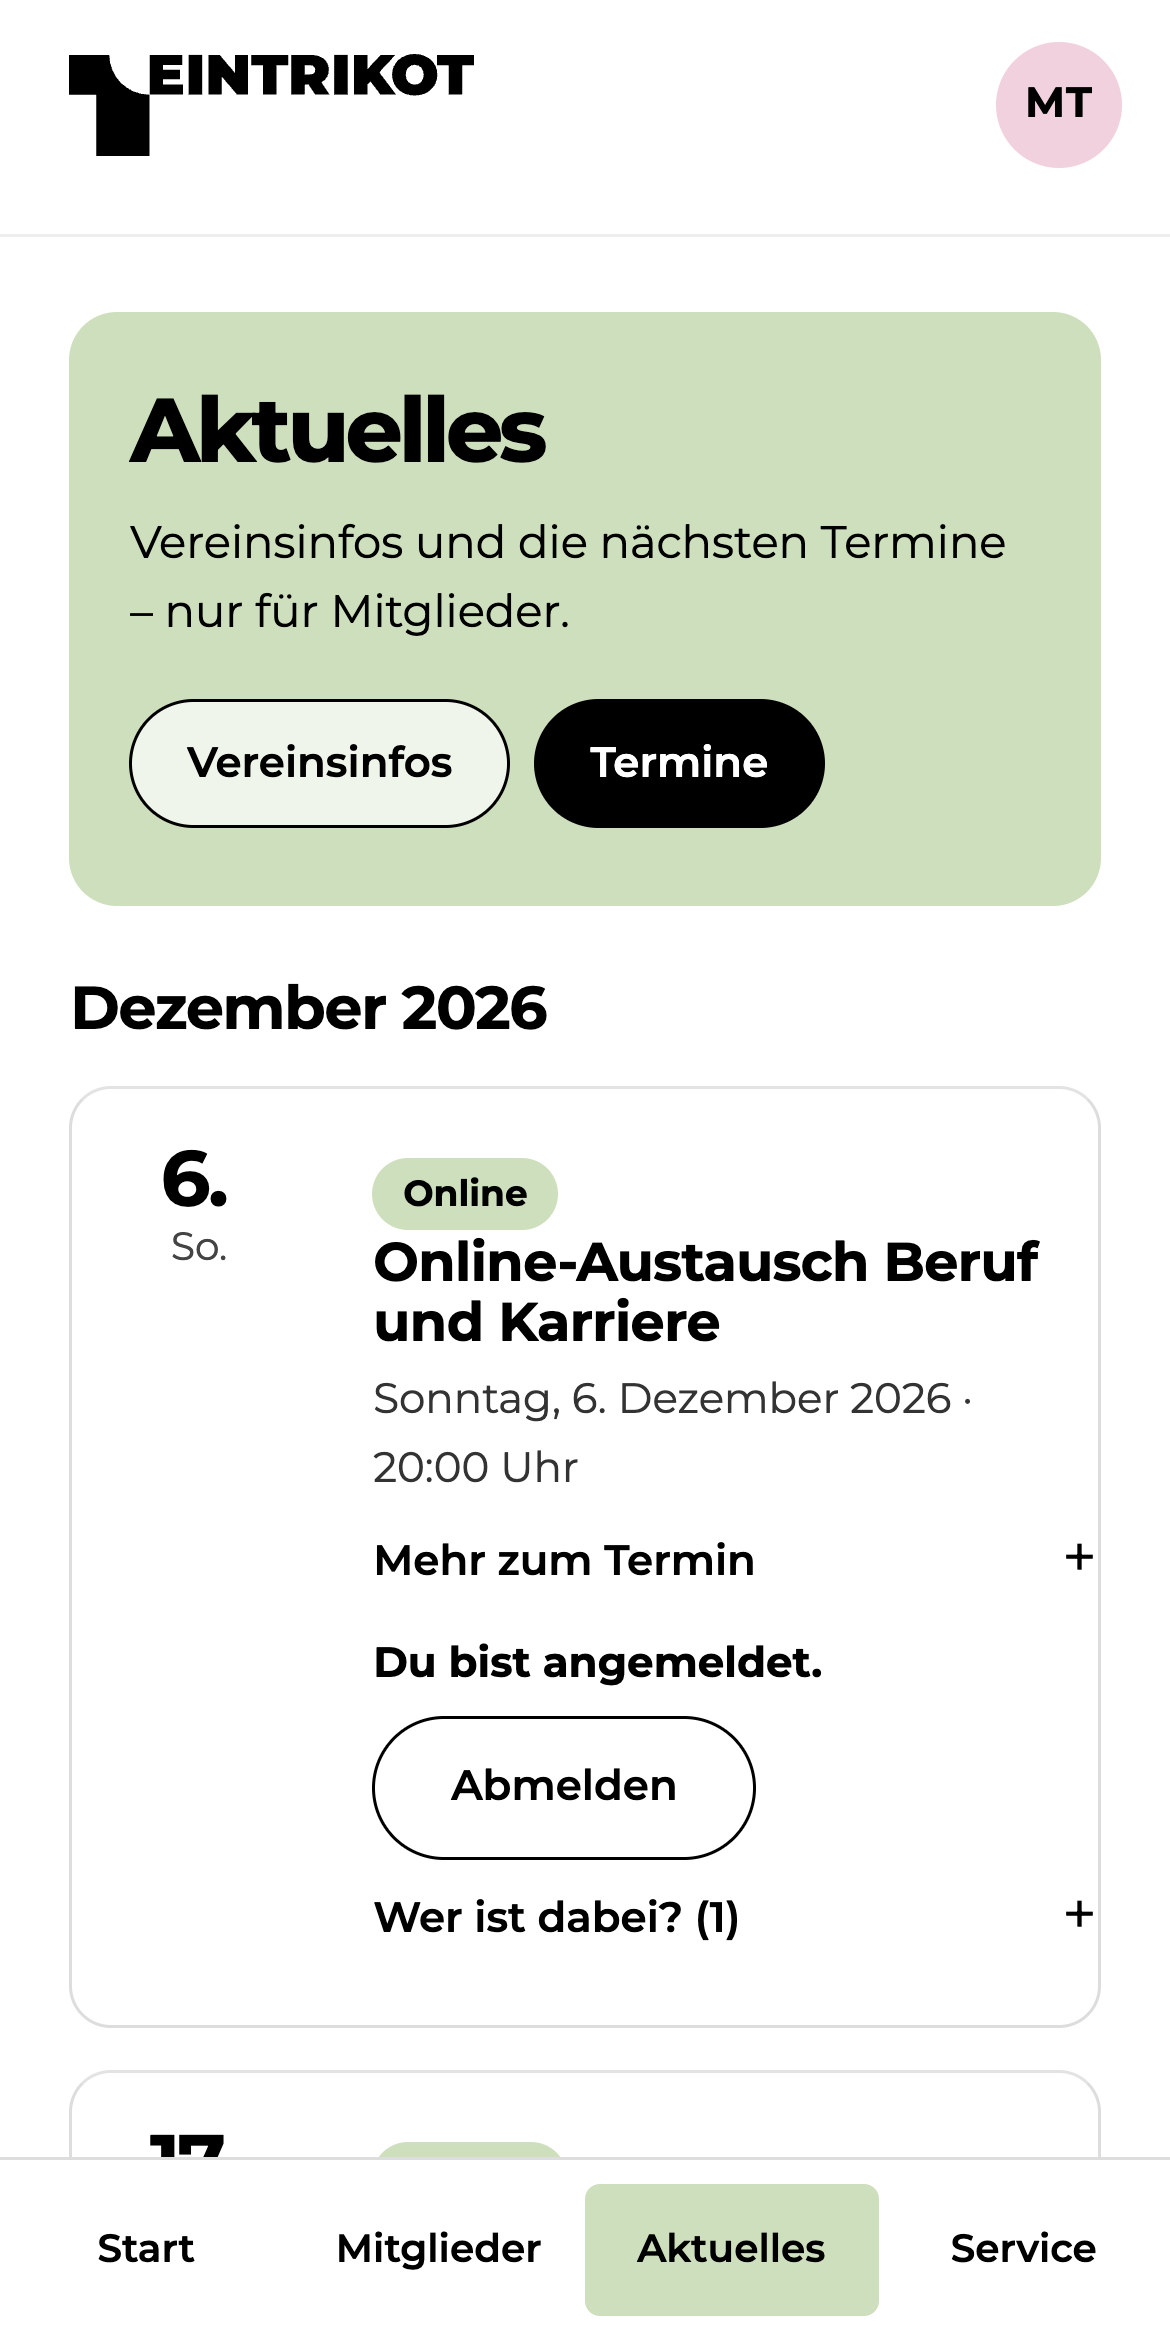 EINTRIKOT
MT
Aktuelles
Vereinsinfos und die nächsten Termine
– nur für Mitglieder.
Vereinsinfos
Termine
Dezember 2026
6.
So.
Online
Online-Austausch Beruf
und Karriere
Sonntag, 6. Dezember 2026 ·
20:00 Uhr
Mehr zum Termin +
Du bist angemeldet.
Abmelden
Wer ist dabei? (1) +
17
Start
Mitglieder
Aktuelles
Service